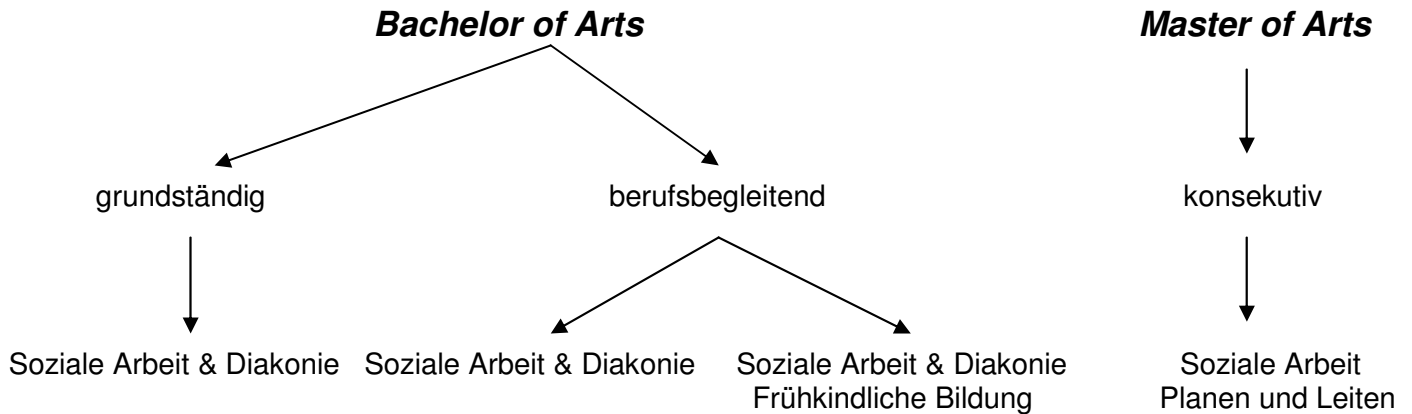 Bachelor of Arts
Master of Arts
grundständig
berufsbegleitend
konsekutiv
Soziale Arbeit & Diakonie
Soziale Arbeit & Diakonie
Soziale Arbeit & Diakonie
Frühkindliche Bildung
Soziale Arbeit
Planen und Leiten